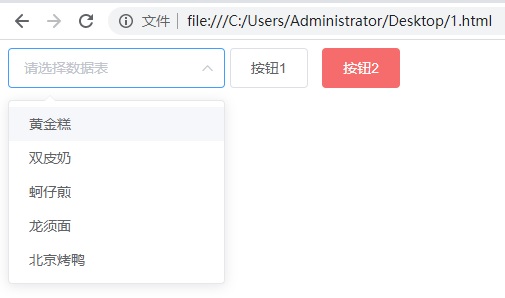 文件 file:///C:/Users/Administrator/Desktop/1.html
请选择数据表 按钮1 按钮2
黄金糕
双皮奶
蚵仔煎
龙须面
北京烤鸭